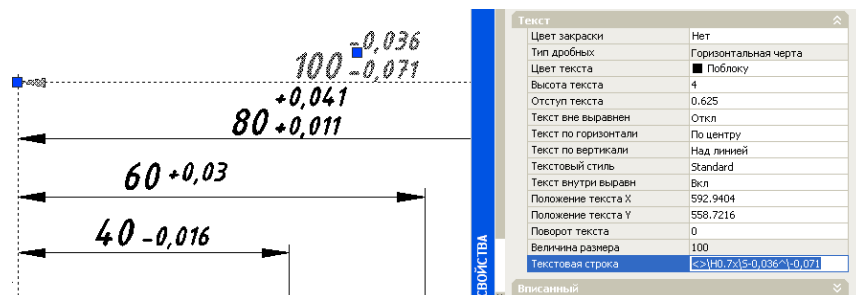 -0,036
100 -0,071
+0,041
80 +0,011
60 +0,03
40 -0,016
СВОЙСТВА
Текст
Цвет закраски Нет
Тип дробных Горизонтальная черта
Цвет текста Поблоку
Высота текста 4
Отступ текста 0.625
Текст вне выравнен Откл
Текст по горизонтали По центру
Текст по вертикали Над линией
Текстовый стиль Standard
Текст внутри выравн Вкл
Положение текста X 592.9404
Положение текста Y 558.7216
Поворот текста 0
Величина размера 100
Текстовая строка <>\H0.7x\S-0,036^\-0,071
Вписанный